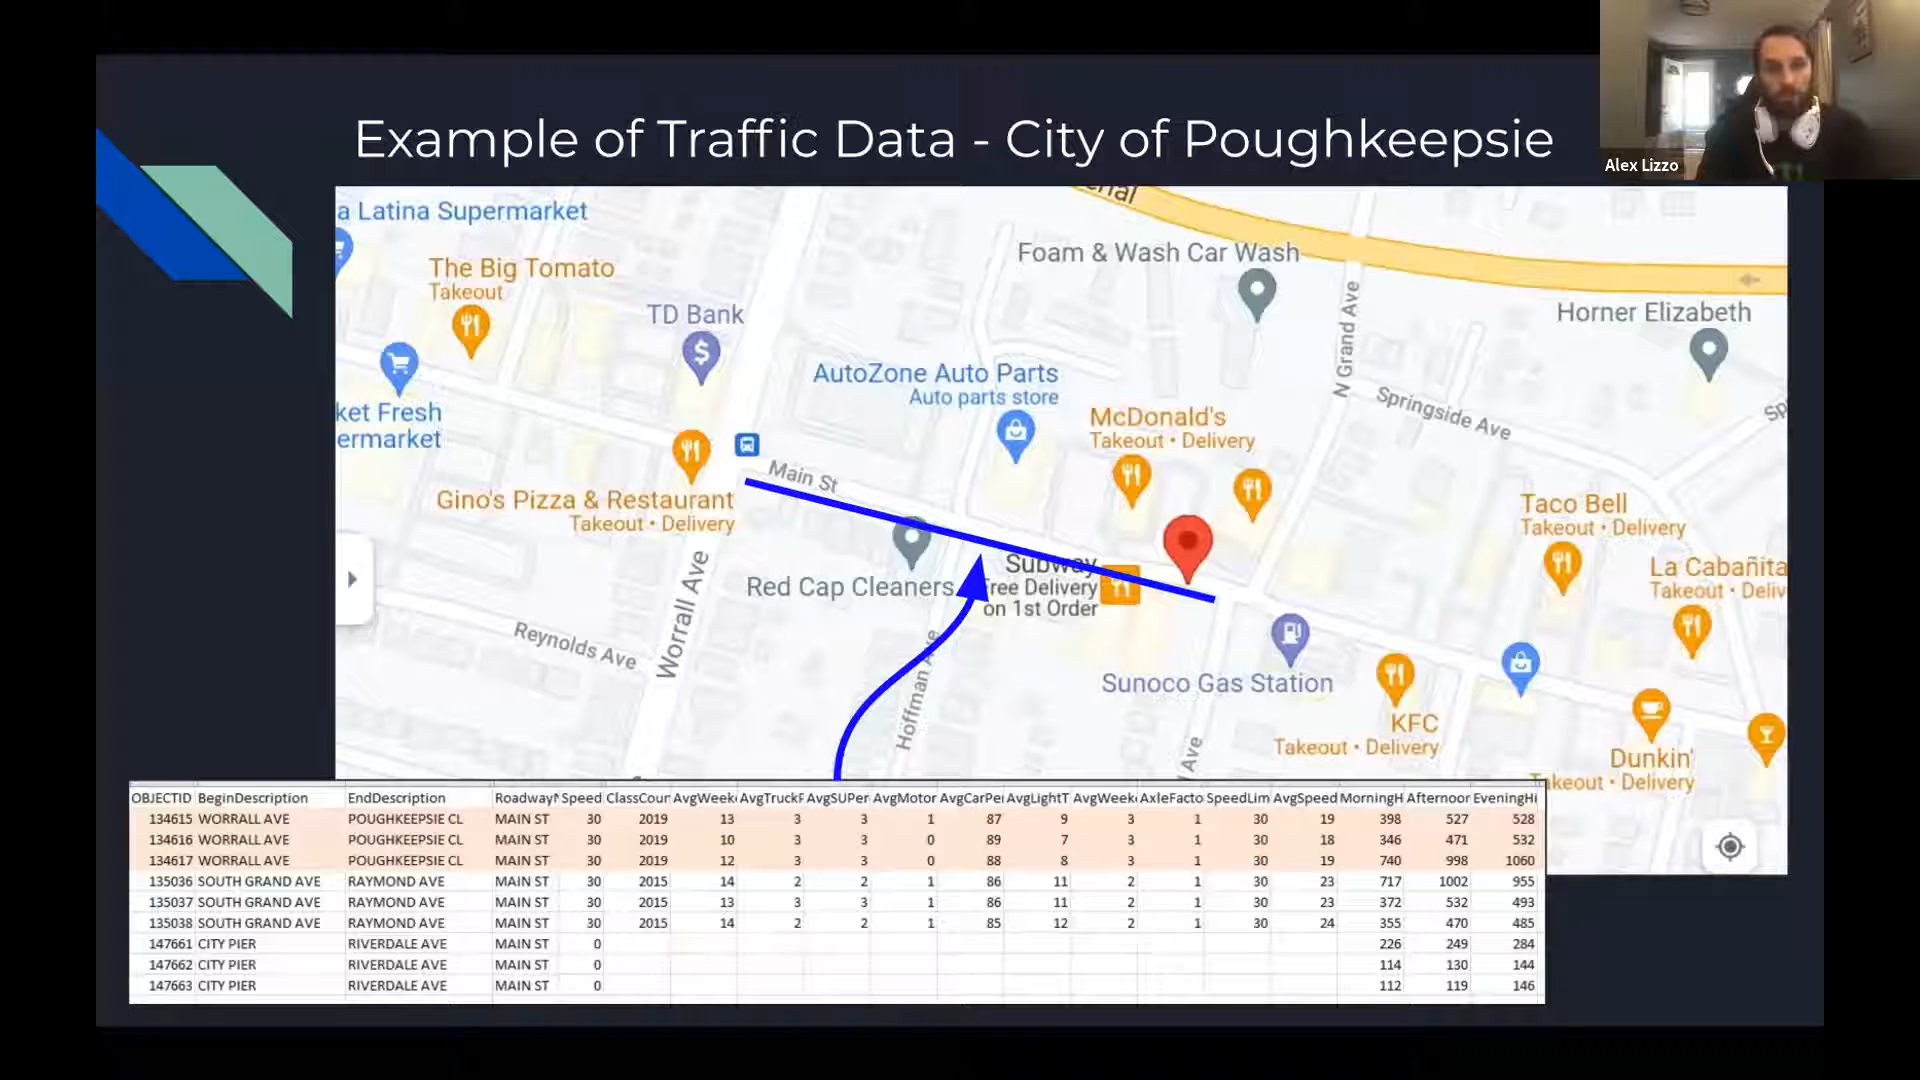 Example of Traffic Data - City of Poughkeepsie
Alex Lizzo
a Latina Supermarket
The Big Tomato
Takeout
TD Bank
Foam & Wash Car Wash
N Grand Ave
Horner Elizabeth
ket Fresh
ermarket
AutoZone Auto Parts
Auto parts store
McDonald's
Takeout • Delivery
Springside Ave
Sp
Main St
Gino's Pizza & Restaurant
Takeout • Delivery
Taco Bell
Takeout • Delivery
Red Cap Cleaners
Subway
Free Delivery
on 1st Order
La Cabañita
Takeout • Deliv
Worrall Ave
Reynolds Ave
Hoffman Ave
Sunoco Gas Station
KFC
Takeout • Delivery
Ave
Dunkin'
Takeout • Delivery
OBJECTID BeginDescription EndDescription Roadway Speed ClassCour AvgWeek AvgTruckF AvgSUPer AvgMotor AvgCarPe AvgLightT AvgWeek AxleFacto SpeedLim AvgSpeed MorningH Afternoor EveningHi
134615 WORRALL AVE POUGHKEEPSIE CL MAIN ST 30 2019 13 3 3 1 87 9 3 1 30 19 398 527 528
134616 WORRALL AVE POUGHKEEPSIE CL MAIN ST 30 2019 10 3 3 0 89 7 3 1 30 18 346 471 532
134617 WORRALL AVE POUGHKEEPSIE CL MAIN ST 30 2019 12 3 3 0 88 8 3 1 30 19 740 998 1060
135036 SOUTH GRAND AVE RAYMOND AVE MAIN ST 30 2015 14 2 2 1 86 11 2 1 30 23 717 1002 955
135037 SOUTH GRAND AVE RAYMOND AVE MAIN ST 30 2015 13 3 3 1 86 11 2 1 30 23 372 532 493
135038 SOUTH GRAND AVE RAYMOND AVE MAIN ST 30 2015 14 2 2 1 85 12 2 1 30 24 355 470 485
147661 CITY PIER RIVERDALE AVE MAIN ST 0 226 249 284
147662 CITY PIER RIVERDALE AVE MAIN ST 0 114 130 144
147663 CITY PIER RIVERDALE AVE MAIN ST 0 112 119 146